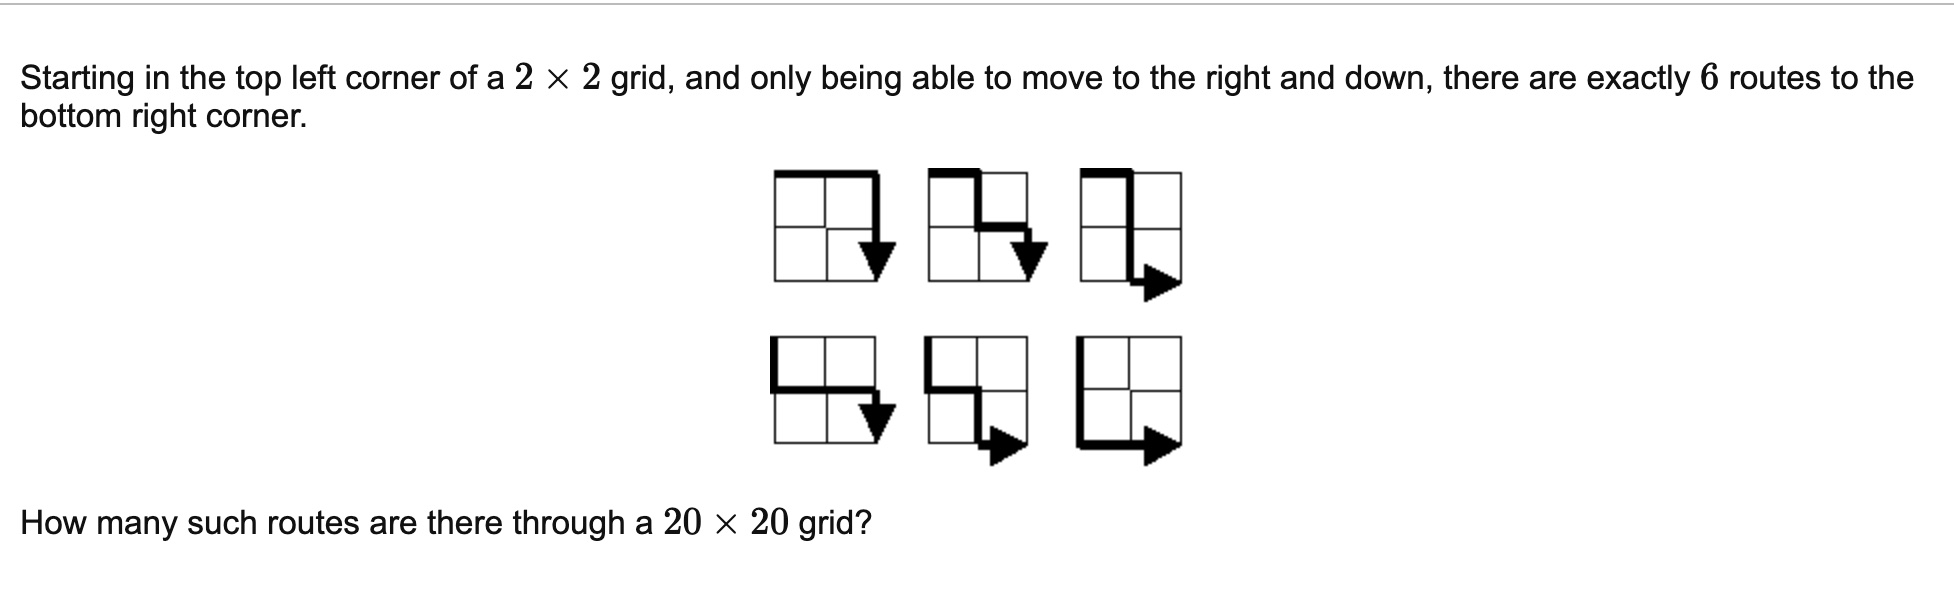 Starting in the top left corner of a 2 × 2 grid, and only being able to move to the right and down, there are exactly 6 routes to the
bottom right corner.
How many such routes are there through a 20 × 20 grid?